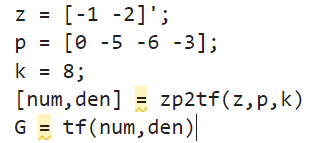 z = [-1 -2]';
p = [0 -5 -6 -3];
k = 8;
[num,den] = zp2tf(z,p,k)
G = tf(num,den)